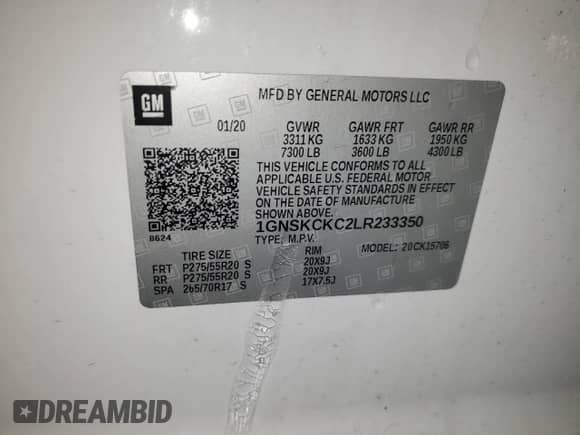 GM
MFD BY GENERAL MOTORS LLC
01/20 GVWR GAWR FRT GAWR RR
3311 KG 1633 KG 1950 KG
7300 LB 3600 LB 4300 LB
THIS VEHICLE CONFORMS TO ALL
APPLICABLE U.S. FEDERAL MOTOR
VEHICLE SAFETY STANDARDS IN EFFECT
ON THE DATE OF MANUFACTURE
SHOWN ABOVE.
1GNSKCKC2LR233350
8624 TYPE: M.P.V. MODEL: 20CK15706
TIRE SIZE RIM
FRT P275/55R20 S 20X9J
RR P275/55R20 S 20X9J
SPA 265/70R17 S 17X7.5J
DREAMBID